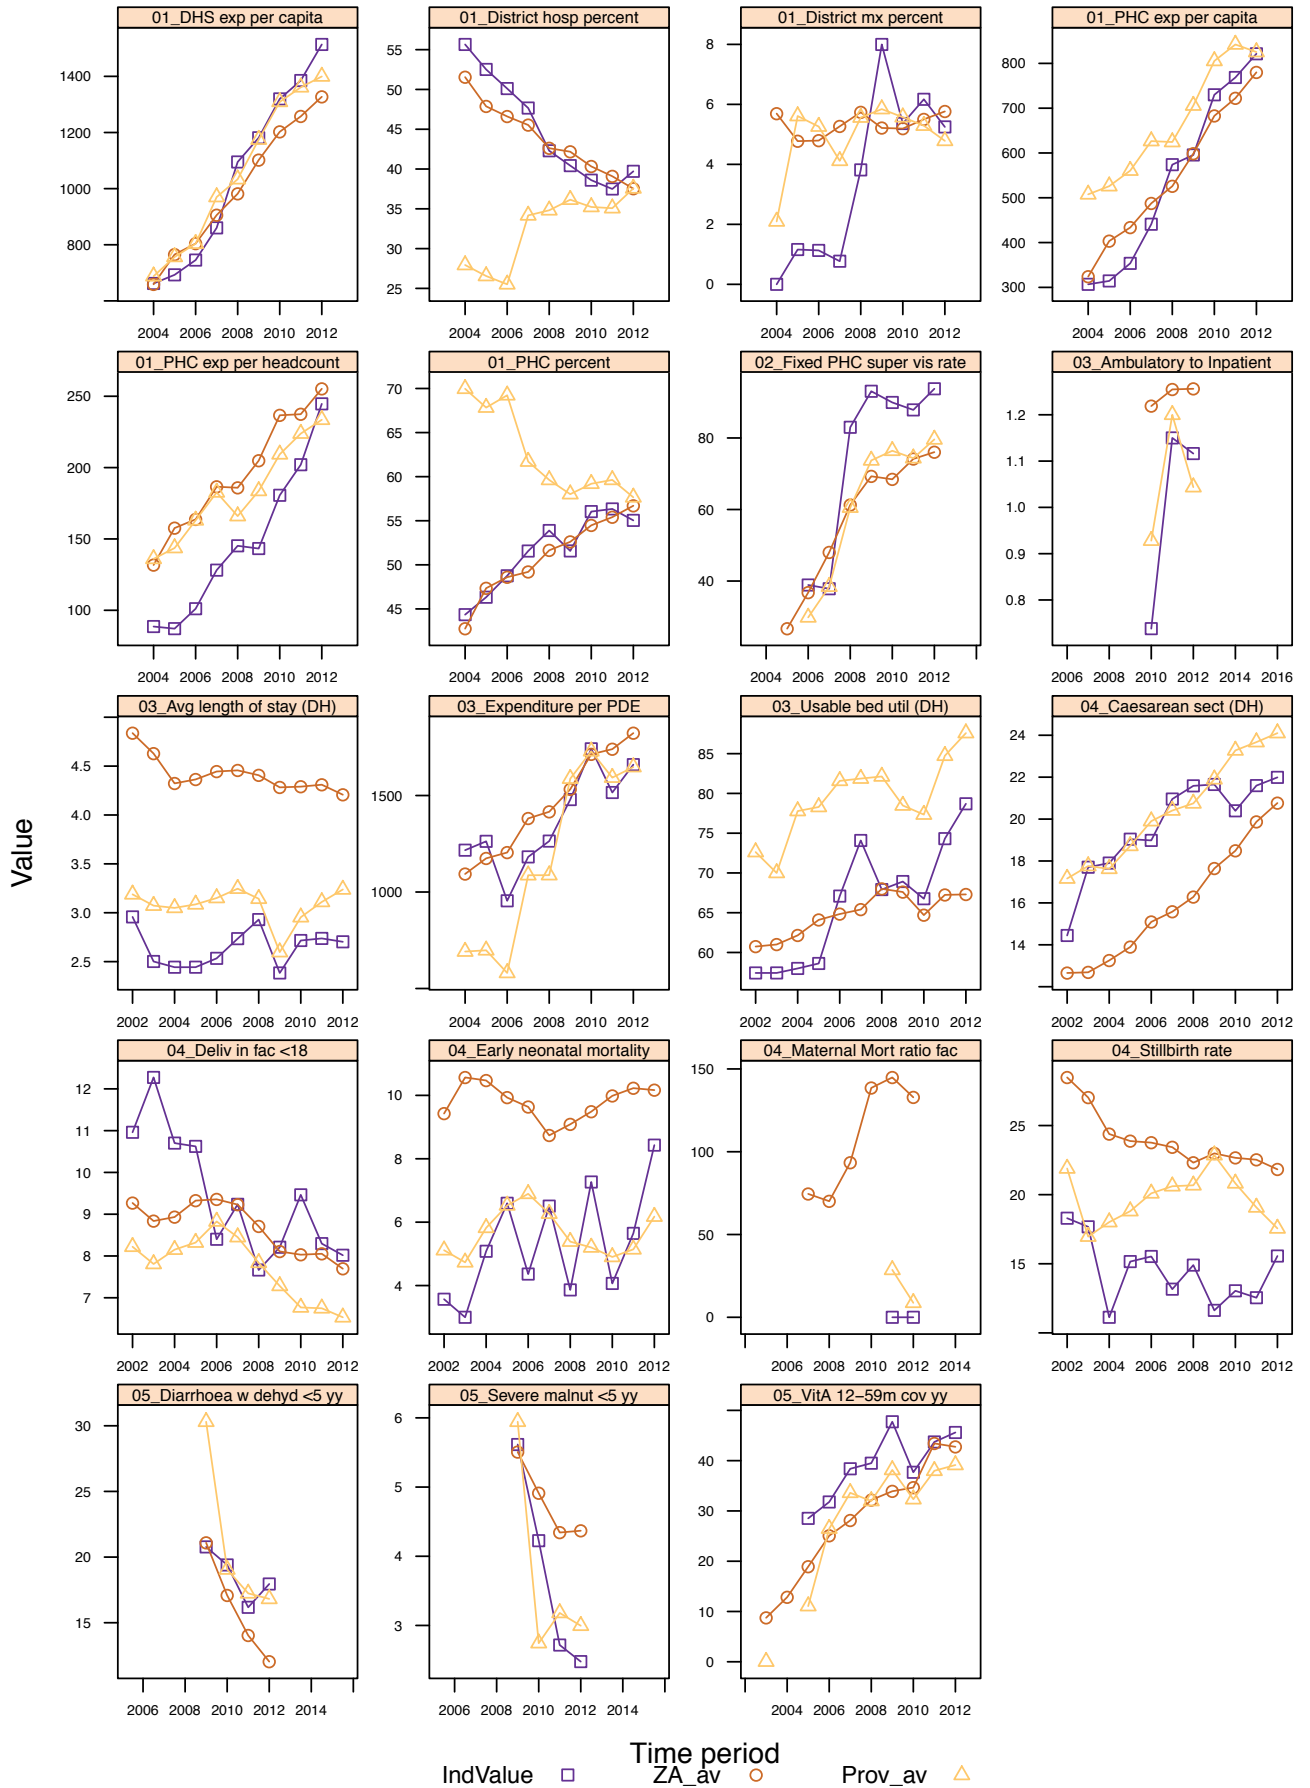 01_DHS exp per capita
01_District hosp percent
01_District mx percent
01_PHC exp per capita
1400
1200
1000
800
2004 2006 2008 2010 2012
55
50
45
40
35
30
25
2004 2006 2008 2010 2012
8
6
4
2
0
2004 2006 2008 2010 2012
800
700
600
500
400
300
2004 2006 2008 2010 2012
01_PHC exp per headcount
01_PHC percent
02_Fixed PHC super vis rate
03_Ambulatory to Inpatient
250
200
150
100
2004 2006 2008 2010 2012
70
65
60
55
50
45
2004 2006 2008 2010 2012
80
60
40
2004 2006 2008 2010 2012
1.2
1.1
1.0
0.9
0.8
2006 2008 2010 2012 2014 2016
03_Avg length of stay (DH)
03_Expenditure per PDE
03_Usable bed util (DH)
04_Caesarean sect (DH)
4.5
4.0
3.5
3.0
2.5
2002 2004 2006 2008 2010 2012
1500
1000
2004 2006 2008 2010 2012
85
80
75
70
65
60
2002 2004 2006 2008 2010 2012
24
22
20
18
16
14
2002 2004 2006 2008 2010 2012
Value
04_Deliv in fac <18
04_Early neonatal mortality
04_Maternal Mort ratio fac
04_Stillbirth rate
12
11
10
9
8
7
2002 2004 2006 2008 2010 2012
10
8
6
4
2002 2004 2006 2008 2010 2012
150
100
50
0
2006 2008 2010 2012 2014
25
20
15
2002 2004 2006 2008 2010 2012
05_Diarrhoea w dehyd <5 yy
05_Severe malnut <5 yy
05_VitA 12−59m cov yy
30
25
20
15
2006 2008 2010 2012 2014
6
5
4
3
2006 2008 2010 2012 2014
40
30
20
10
0
2004 2006 2008 2010 2012
Time period
IndValue ZA_av Prov_av